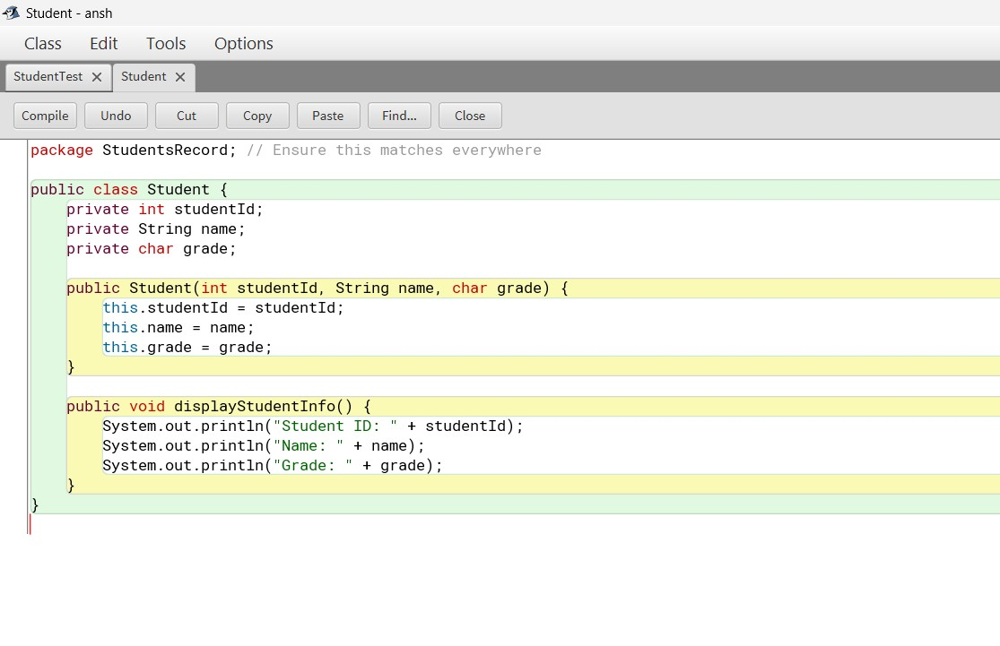 Student - ansh
Class Edit Tools Options
StudentTest Student
Compile Undo Cut Copy Paste Find... Close
package StudentsRecord; // Ensure this matches everywhere
public class Student {
private int studentId;
private String name;
private char grade;
public Student(int studentId, String name, char grade) {
this.studentId = studentId;
this.name = name;
this.grade = grade;
}
public void displayStudentInfo() {
System.out.println("Student ID: " + studentId);
System.out.println("Name: " + name);
System.out.println("Grade: " + grade);
}
}